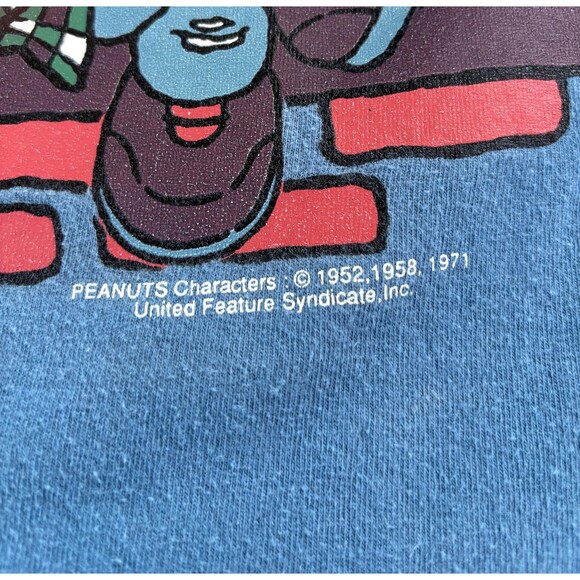 PEANUTS Characters : © 1952,1958, 1971
United Feature Syndicate,Inc.